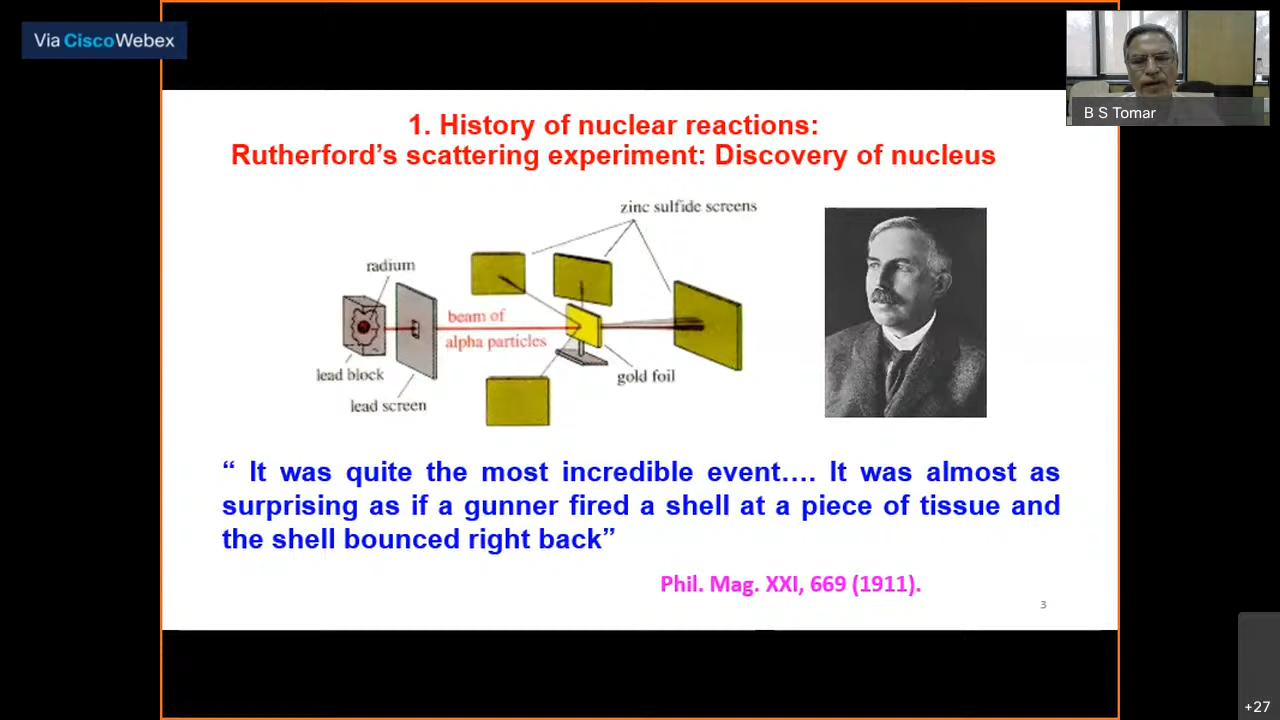 Via Cisco Webex
B S Tomar
1. History of nuclear reactions:
Rutherford’s scattering experiment: Discovery of nucleus
zinc sulfide screens
radium
beam of
alpha particles
lead block
gold foil
lead screen
“ It was quite the most incredible event…. It was almost as
surprising as if a gunner fired a shell at a piece of tissue and
the shell bounced right back”
Phil. Mag. XXI, 669 (1911).
3
+27